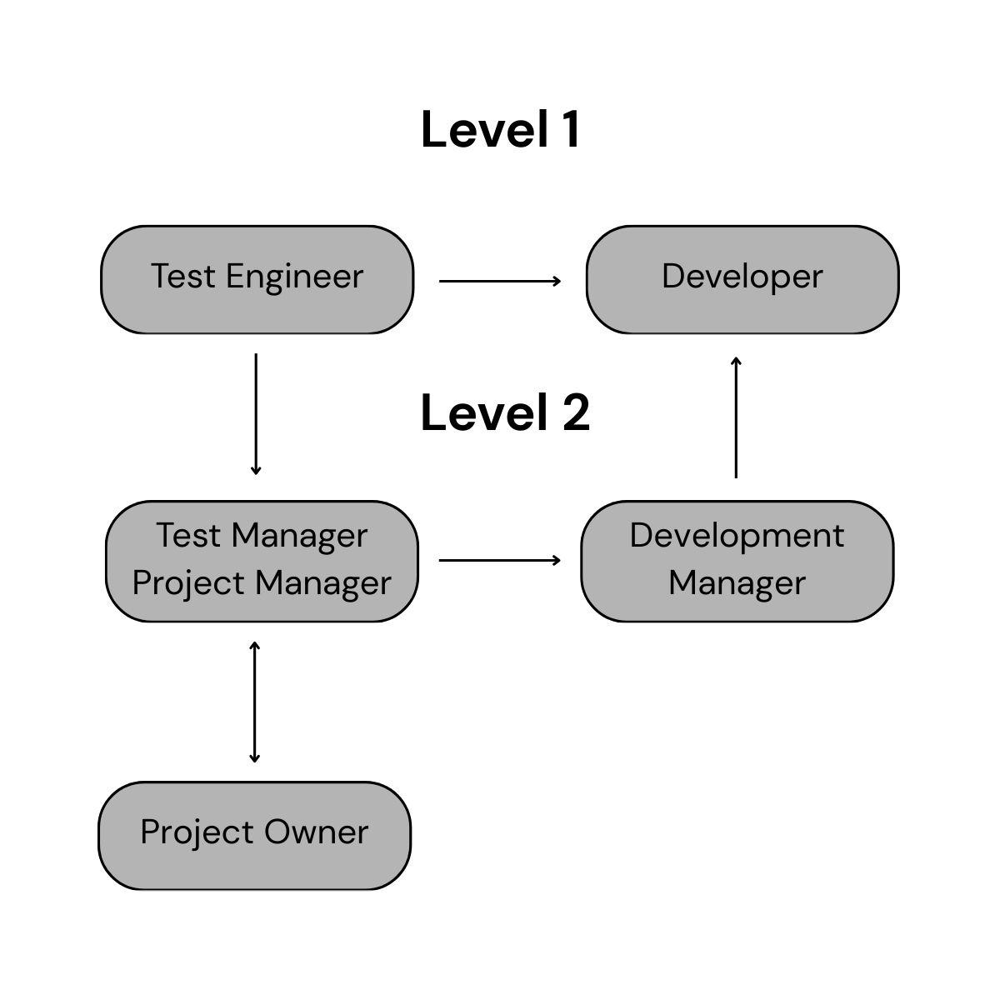 Level 1
Test Engineer
Developer
Level 2
Test Manager
Project Manager
Development
Manager
Project Owner